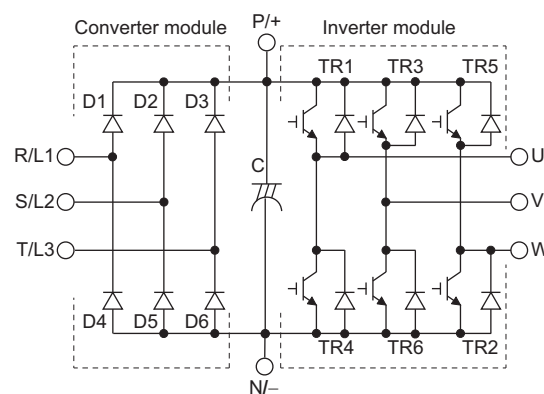 Converter module
P/+
Inverter module
D1 D2 D3
TR1 TR3 TR5
R/L1
S/L2
T/L3
C
U
V
W
D4 D5 D6
TR4 TR6 TR2
N/−